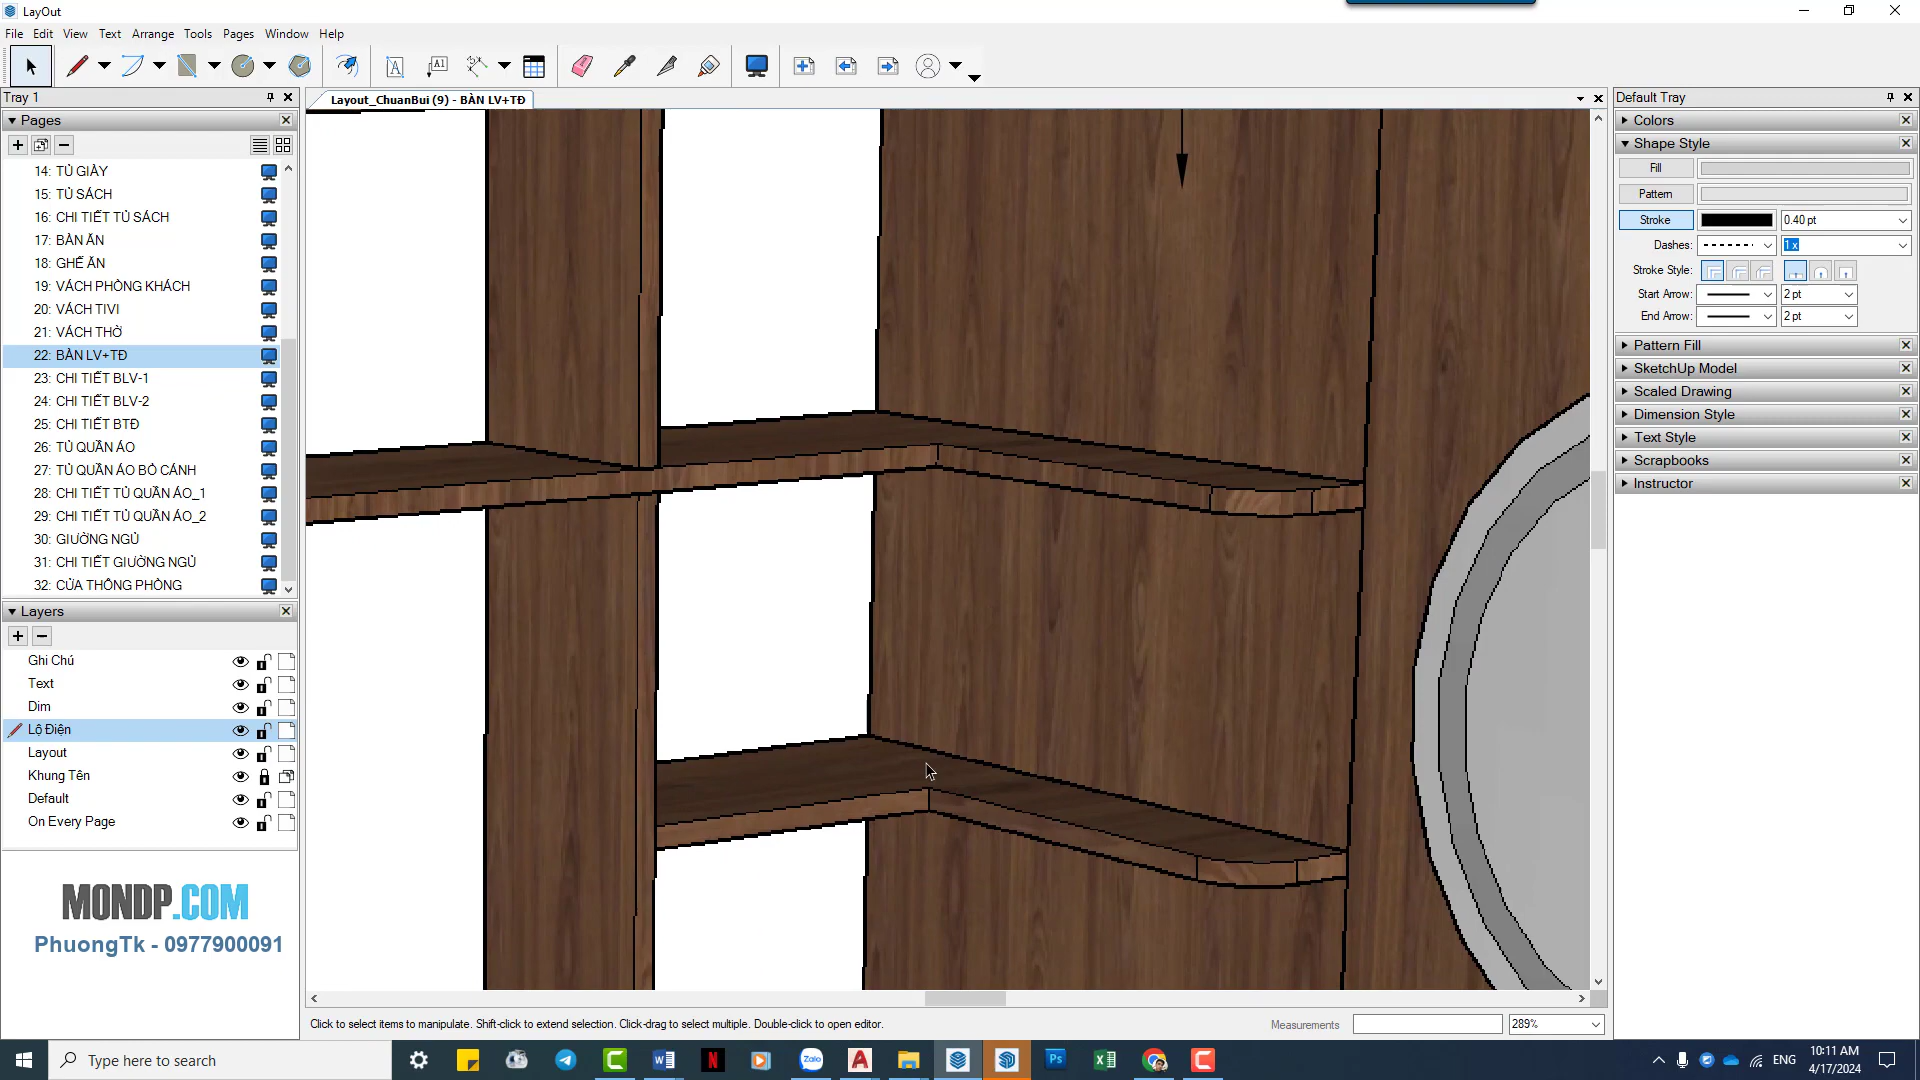 LayOut
File Edit View Text Arrange Tools Pages Window Help
Tray 1
Pages
14: TỦ GIÀY
15: TỦ SÁCH
16: CHI TIẾT TỦ SÁCH
17: BÀN ĂN
18: GHẾ ĂN
19: VÁCH PHÒNG KHÁCH
20: VÁCH TIVI
21: VÁCH THỜ
22: BÀN LV+TĐ
23: CHI TIẾT BLV-1
24: CHI TIẾT BLV-2
25: CHI TIẾT BTĐ
26: TỦ QUẦN ÁO
27: TỦ QUẦN ÁO BỎ CÁNH
28: CHI TIẾT TỦ QUẦN ÁO_1
29: CHI TIẾT TỦ QUẦN ÁO_2
30: GIƯỜNG NGỦ
31: CHI TIẾT GIƯỜNG NGỦ
32: CỬA THÔNG PHÒNG
Layers
Ghi Chú
Text
Dim
Lộ Điện
Layout
Khung Tên
Default
On Every Page
MONDP.COM
PhuongTk - 0977900091
Layout_ChuanBui (9) - BÀN LV+TĐ
Default Tray
Colors
Shape Style
Fill
Pattern
Stroke 0.40 pt
Dashes: 1 x
Stroke Style:
Start Arrow: 2 pt
End Arrow: 2 pt
Pattern Fill
SketchUp Model
Scaled Drawing
Dimension Style
Text Style
Scrapbooks
Instructor
Click to select items to manipulate. Shift-click to extend selection. Click-drag to select multiple. Double-click to open editor.
Measurements
289%
Type here to search
ENG
10:11 AM
4/17/2024